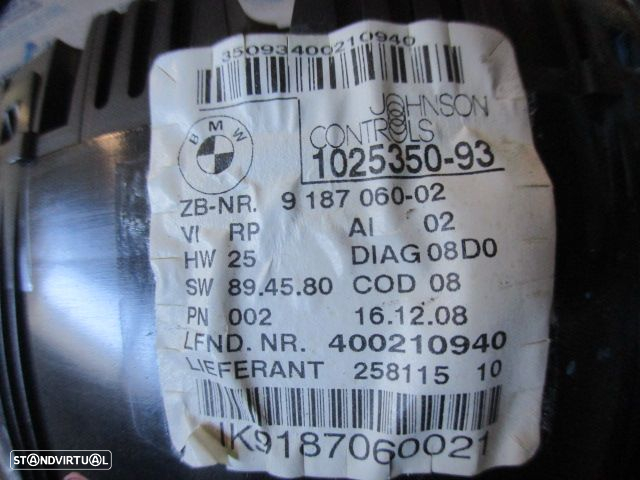 35093400210940
BMW
JOHNSON
CONTROLS
1025350-93
ZB-NR. 9 187 060-02
VI RP AI 02
HW 25 DIAG 08D0
SW 89.45.80 COD 08
PN 002 16.12.08
LFND. NR. 400210940
LIEFERANT 258115 10
IK9187060021
STANDVIRTUAL